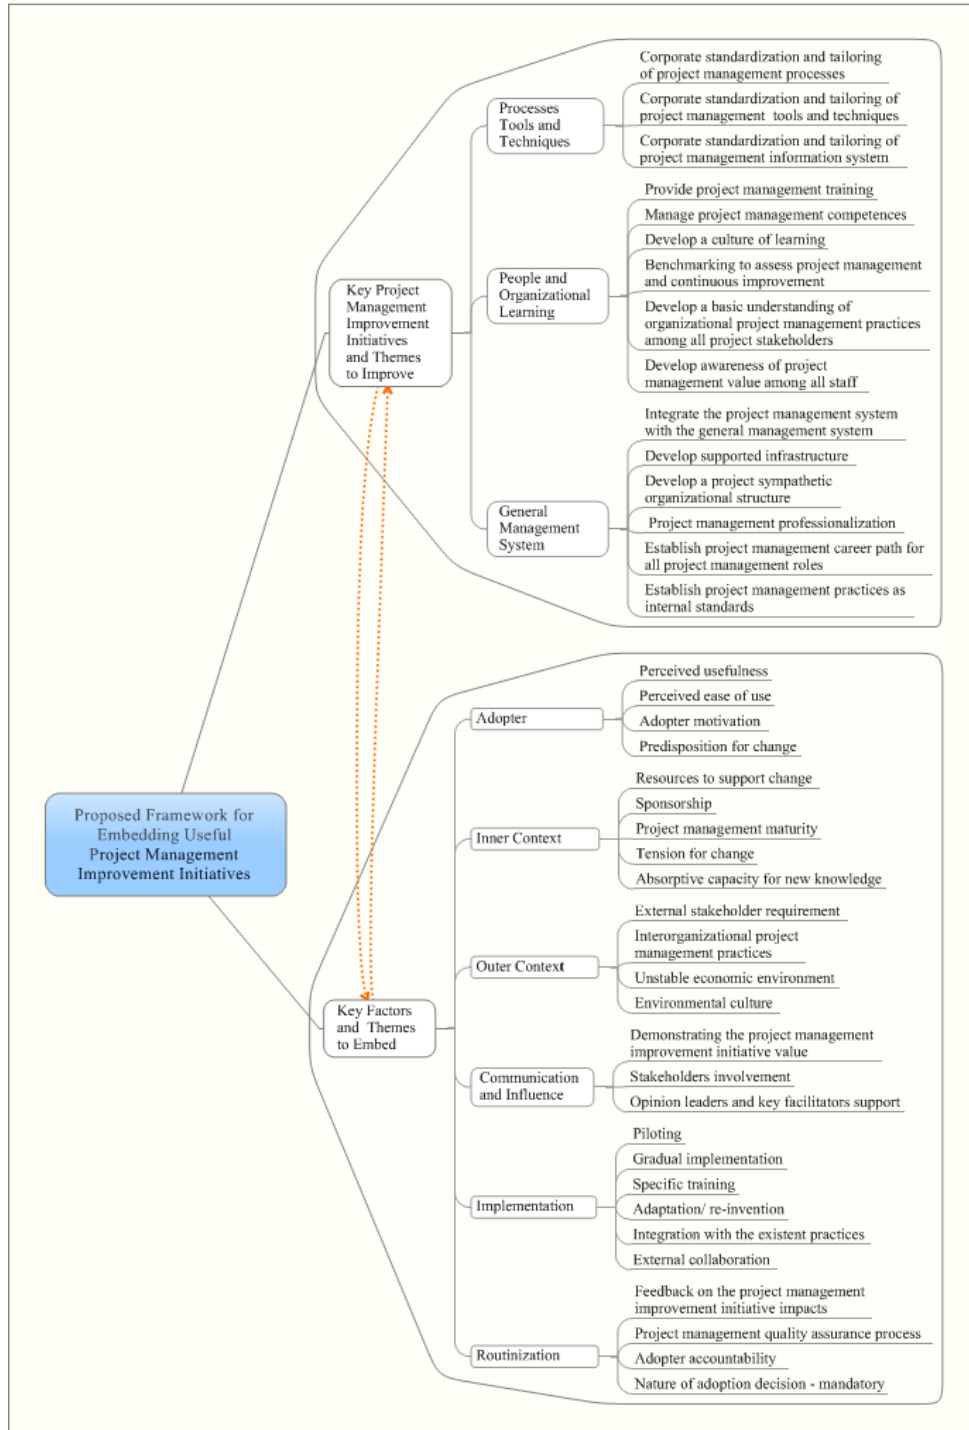 Corporate standardization and tailoring
of project management processes
Processes
Tools and
Techniques
Corporate standardization and tailoring of
project management tools and techniques
Corporate standardization and tailoring of
project management information system
Provide project management training
Manage project management competences
Develop a culture of learning
People and
Organizational
Learning
Benchmarking to assess project management
and continuous improvement
Develop a basic understanding of
organizational project management practices
among all project stakeholders
Develop awareness of project
management value among all staff
Key Project
Management
Improvement
Initiatives
and Themes
to Improve
Integrate the project management system
with the general management system
Develop supported infrastructure
Develop a project sympathetic
organizational structure
General
Management
System
Project management professionalization
Establish project management career path for
all project management roles
Establish project management practices as
internal standards
Proposed Framework for
Embedding Useful
Project Management
Improvement Initiatives
Perceived usefulness
Perceived ease of use
Adopter
Adopter motivation
Predisposition for change
Resources to support change
Sponsorship
Inner Context
Project management maturity
Tension for change
Absorptive capacity for new knowledge
External stakeholder requirement
Interorganizational project
management practices
Outer Context
Unstable economic environment
Environmental culture
Key Factors
and Themes
to Embed
Demonstrating the project management
improvement initiative value
Communication
and Influence
Stakeholders involvement
Opinion leaders and key facilitators support
Piloting
Gradual implementation
Specific training
Implementation
Adaptation/ re-invention
Integration with the existent practices
External collaboration
Feedback on the project management
improvement initiative impacts
Project management quality assurance process
Routinization
Adopter accountability
Nature of adoption decision - mandatory